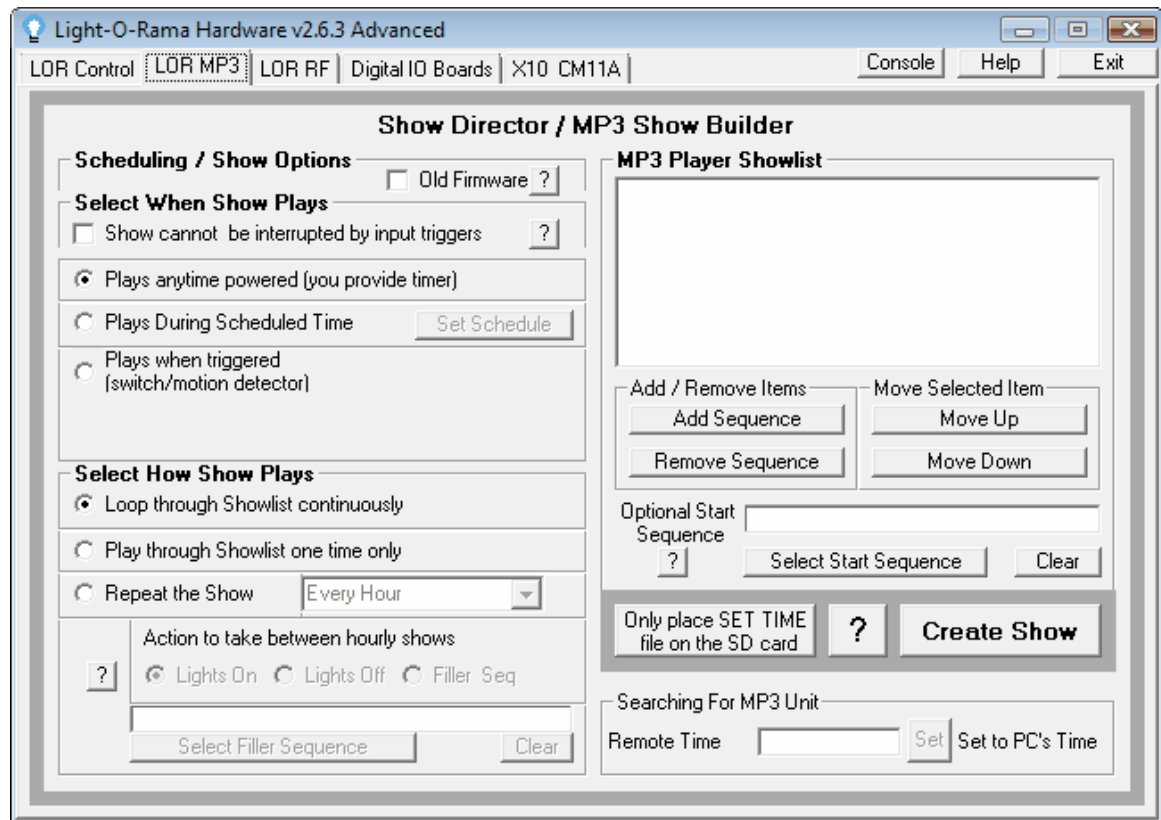 Light-O-Rama Hardware v2.6.3 Advanced
LOR Control LOR MP3 LOR RF Digital IO Boards X10 CM11A Console Help Exit
Show Director / MP3 Show Builder
Scheduling / Show Options
Old Firmware ?
Select When Show Plays
Show cannot be interrupted by input triggers ?
Plays anytime powered (you provide timer)
Plays During Scheduled Time Set Schedule
Plays when triggered
(switch/motion detector)
Select How Show Plays
Loop through Showlist continuously
Play through Showlist one time only
Repeat the Show Every Hour
Action to take between hourly shows
? Lights On Lights Off Filler Seq
Select Filler Sequence Clear
MP3 Player Showlist
Add / Remove Items Move Selected Item
Add Sequence Move Up
Remove Sequence Move Down
Optional Start
Sequence
? Select Start Sequence Clear
Only place SET TIME
file on the SD card
? Create Show
Searching For MP3 Unit
Remote Time Set Set to PC's Time